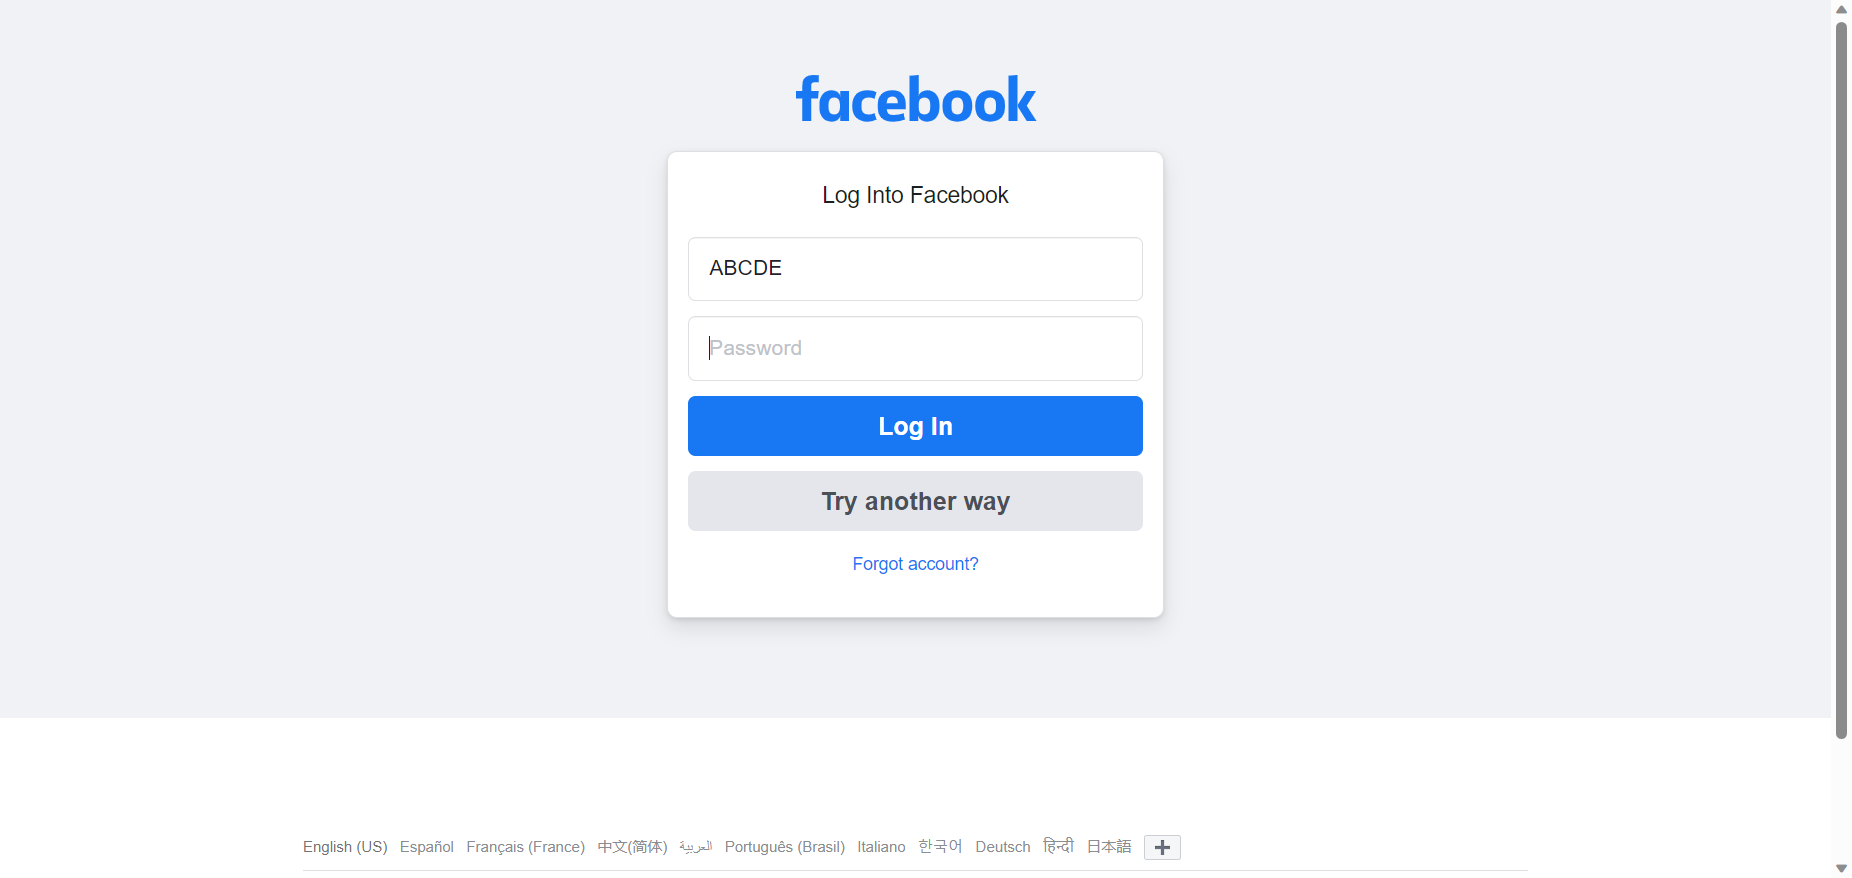 facebook
Log Into Facebook
ABCDE
Password
Log In
Try another way
Forgot account?
English (US) Español Français (France) 中文(简体) العربية Português (Brasil) Italiano 한국어 Deutsch हिन्दी 日本語